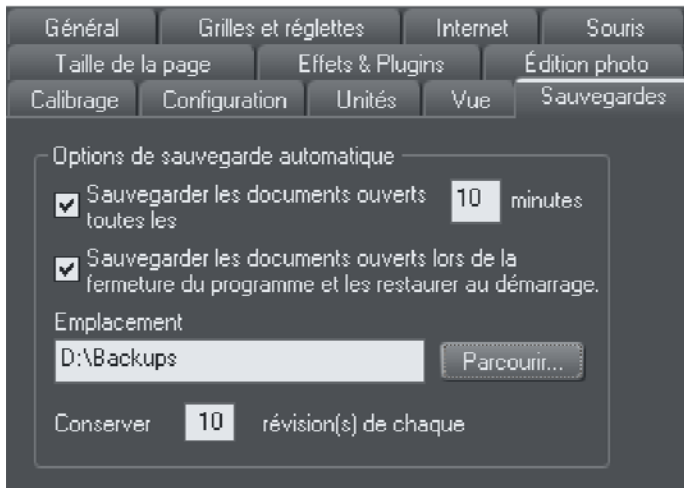 Général Grilles et réglettes Internet Souris
Taille de la page Effets & Plugins Édition photo
Calibrage Configuration Unités Vue Sauvegardes
Options de sauvegarde automatique
Sauvegarder les documents ouverts 10 minutes
toutes les
Sauvegarder les documents ouverts lors de la
fermeture du programme et les restaurer au démarrage.
Emplacement
D:\Backups Parcourir...
Conserver 10 révision(s) de chaque